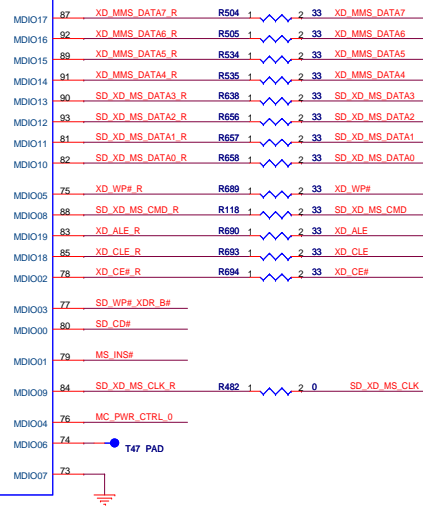 MDIO17 87 XD_MMS_DATA7_R R504 1 2 33 XD_MMS_DATA7
MDIO16 92 XD_MMS_DATA6_R R505 1 2 33 XD_MMS_DATA6
MDIO15 89 XD_MMS_DATA5_R R534 1 2 33 XD_MMS_DATA5
MDIO14 91 XD_MMS_DATA4_R R535 1 2 33 XD_MMS_DATA4
MDIO13 90 SD_XD_MS_DATA3_R R638 1 2 33 SD_XD_MS_DATA3
MDIO12 93 SD_XD_MS_DATA2_R R656 1 2 33 SD_XD_MS_DATA2
MDIO11 81 SD_XD_MS_DATA1_R R657 1 2 33 SD_XD_MS_DATA1
MDIO10 82 SD_XD_MS_DATA0_R R658 1 2 33 SD_XD_MS_DATA0
MDIO05 75 XD_WP#_R R689 1 2 33 XD_WP#
MDIO08 88 SD_XD_MS_CMD_R R118 1 2 33 SD_XD_MS_CMD
MDIO19 83 XD_ALE_R R690 1 2 33 XD_ALE
MDIO18 85 XD_CLE_R R693 1 2 33 XD_CLE
MDIO02 78 XD_CE#_R R694 1 2 33 XD_CE#
MDIO03 77 SD_WP#_XDR_B#
MDIO00 80 SD_CD#
MDIO01 79 MS_INS#
MDIO09 84 SD_XD_MS_CLK_R R482 1 2 0 SD_XD_MS_CLK
MDIO04 76 MC_PWR_CTRL_0
MDIO06 74 T47 PAD
MDIO07 73